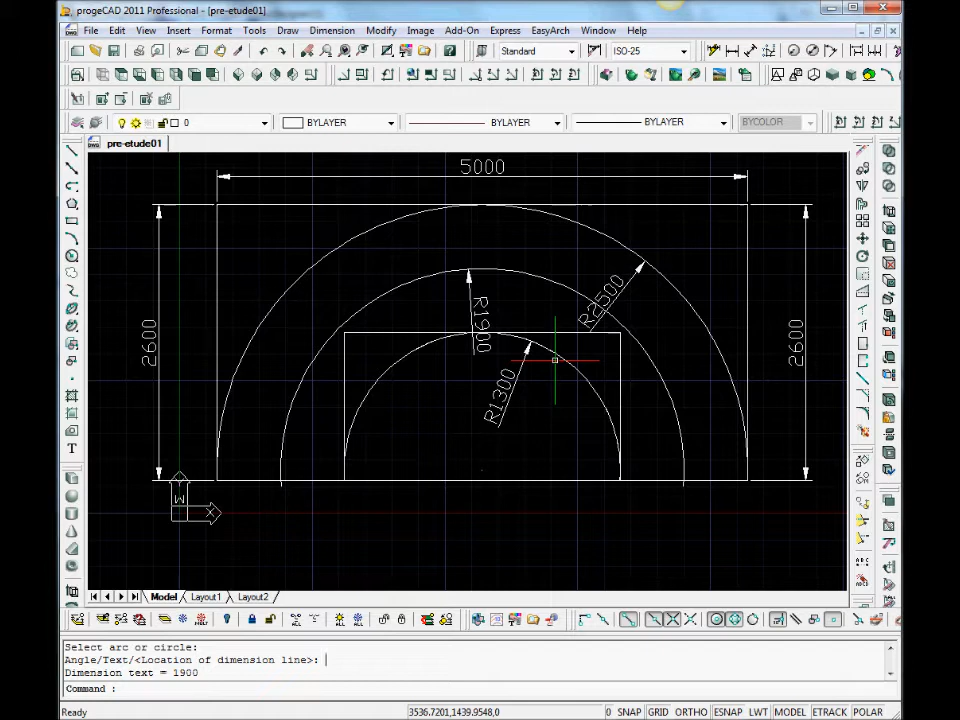 progeCAD 2011 Professional - [pre-etude01]
File Edit View Insert Format Tools Draw Dimension Modify Image Add-On Express EasyArch Window Help
Standard ISO-25
0 BYLAYER BYLAYER BYLAYER BYCOLOR
pre-etude01
5000
2600
R1900
R2500
2600
R1300
W
X
Model Layout1 Layout2
Select arc or circle:
Angle/Text/<Location of dimension line>:
Dimension text = 1900
Command :
Ready 3536.7201,1439.9548,0 0 SNAP GRID ORTHO ESNAP LWT MODEL ETRACK POLAR